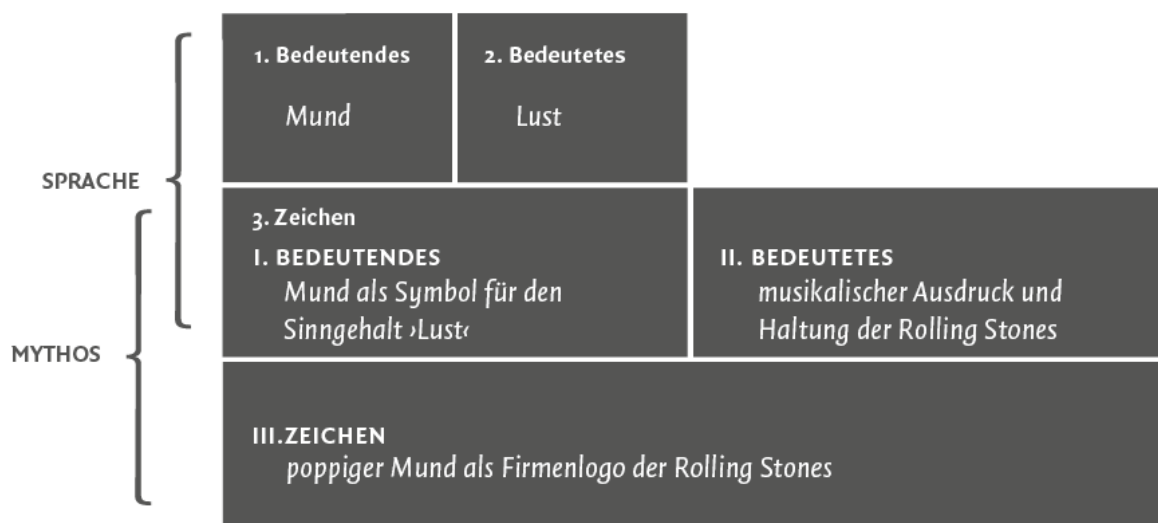 1. Bedeutendes
Mund
2. Bedeutetes
Lust
SPRACHE
3. Zeichen
I. BEDEUTENDES
Mund als Symbol für den
Sinngehalt ›Lust‹
II. BEDEUTETES
musikalischer Ausdruck und
Haltung der Rolling Stones
MYTHOS
III.ZEICHEN
poppiger Mund als Firmenlogo der Rolling Stones